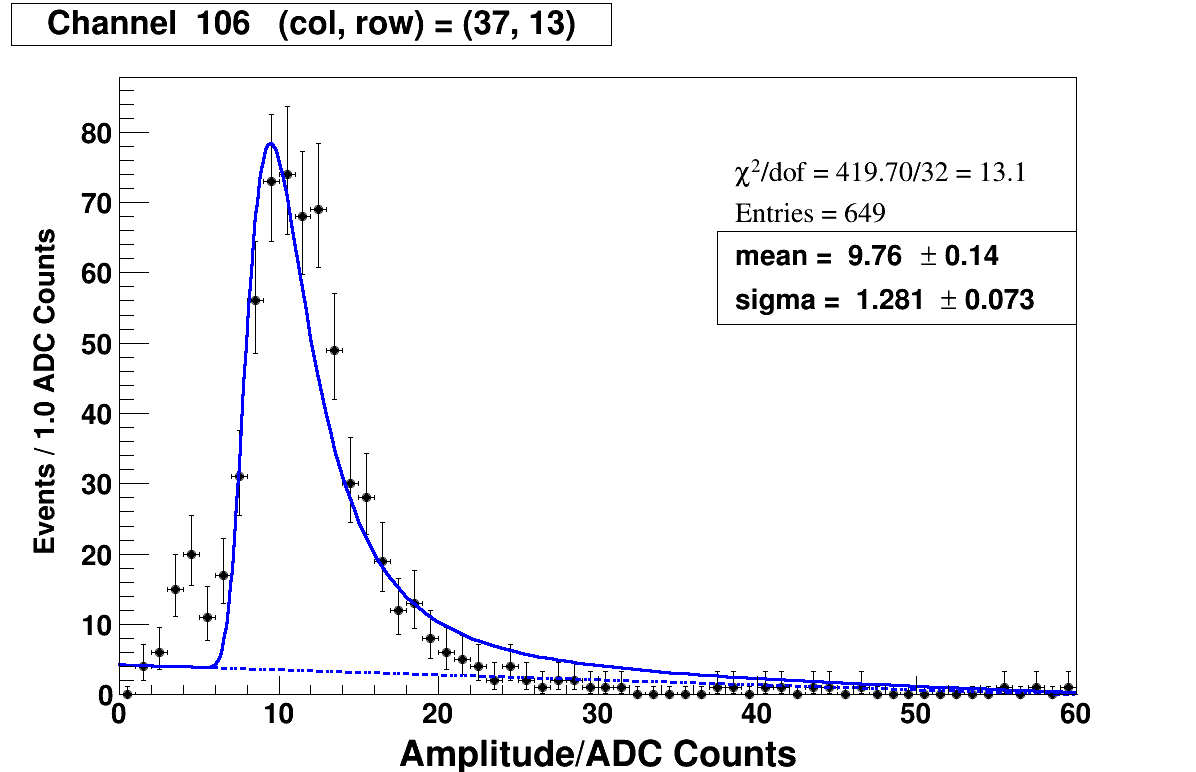 Channel 106 (col, row) = (37, 13)
χ²/dof = 419.70/32 = 13.1
Entries = 649
mean = 9.76 ± 0.14
sigma = 1.281 ± 0.073
Events / 1.0 ADC Counts
80
70
60
50
40
30
20
10
0
0 10 20 30 40 50 60
Amplitude/ADC Counts